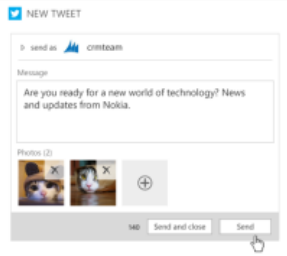 NEW TWEET
send as crmteam
Message
Are you ready for a new world of technology? News
and updates from Nokia.
Photos (2)
140 Send and close Send